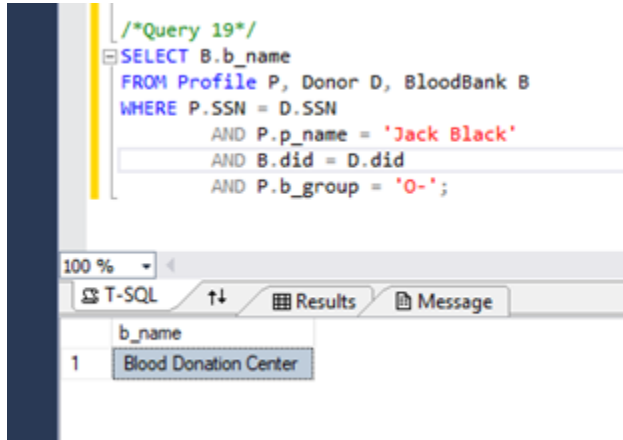 /*Query 19*/
SELECT B.b_name
FROM Profile P, Donor D, BloodBank B
WHERE P.SSN = D.SSN
AND P.p_name = 'Jack Black'
AND B.did = D.did
AND P.b_group = 'O-';
100 %
T-SQL Results Message
b_name
1 Blood Donation Center